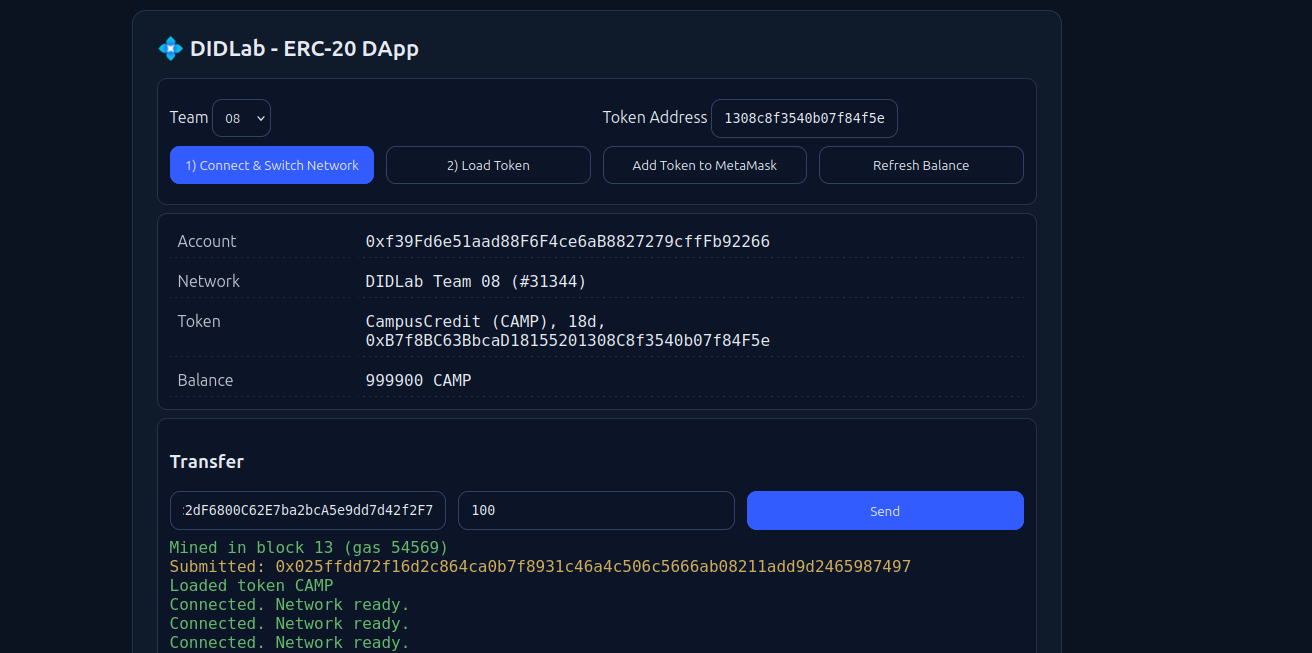 💠 DIDLab - ERC-20 DApp
Team 08 Token Address 1308c8f3540b07f84f5e
1) Connect & Switch Network 2) Load Token Add Token to MetaMask Refresh Balance
Account 0xf39Fd6e51aad88F6F4ce6aB8827279cffFb92266
Network DIDLab Team 08 (#31344)
Token CampusCredit (CAMP), 18d,
0xB7f8BC63BbcaD18155201308C8f3540b07f84F5e
Balance 999900 CAMP
Transfer
:2dF6800C62E7ba2bcA5e9dd7d42f2F7 100 Send
Mined in block 13 (gas 54569)
Submitted: 0x025ffdd72f16d2c864ca0b7f8931c46a4c506c5666ab08211add9d2465987497
Loaded token CAMP
Connected. Network ready.
Connected. Network ready.
Connected. Network ready.